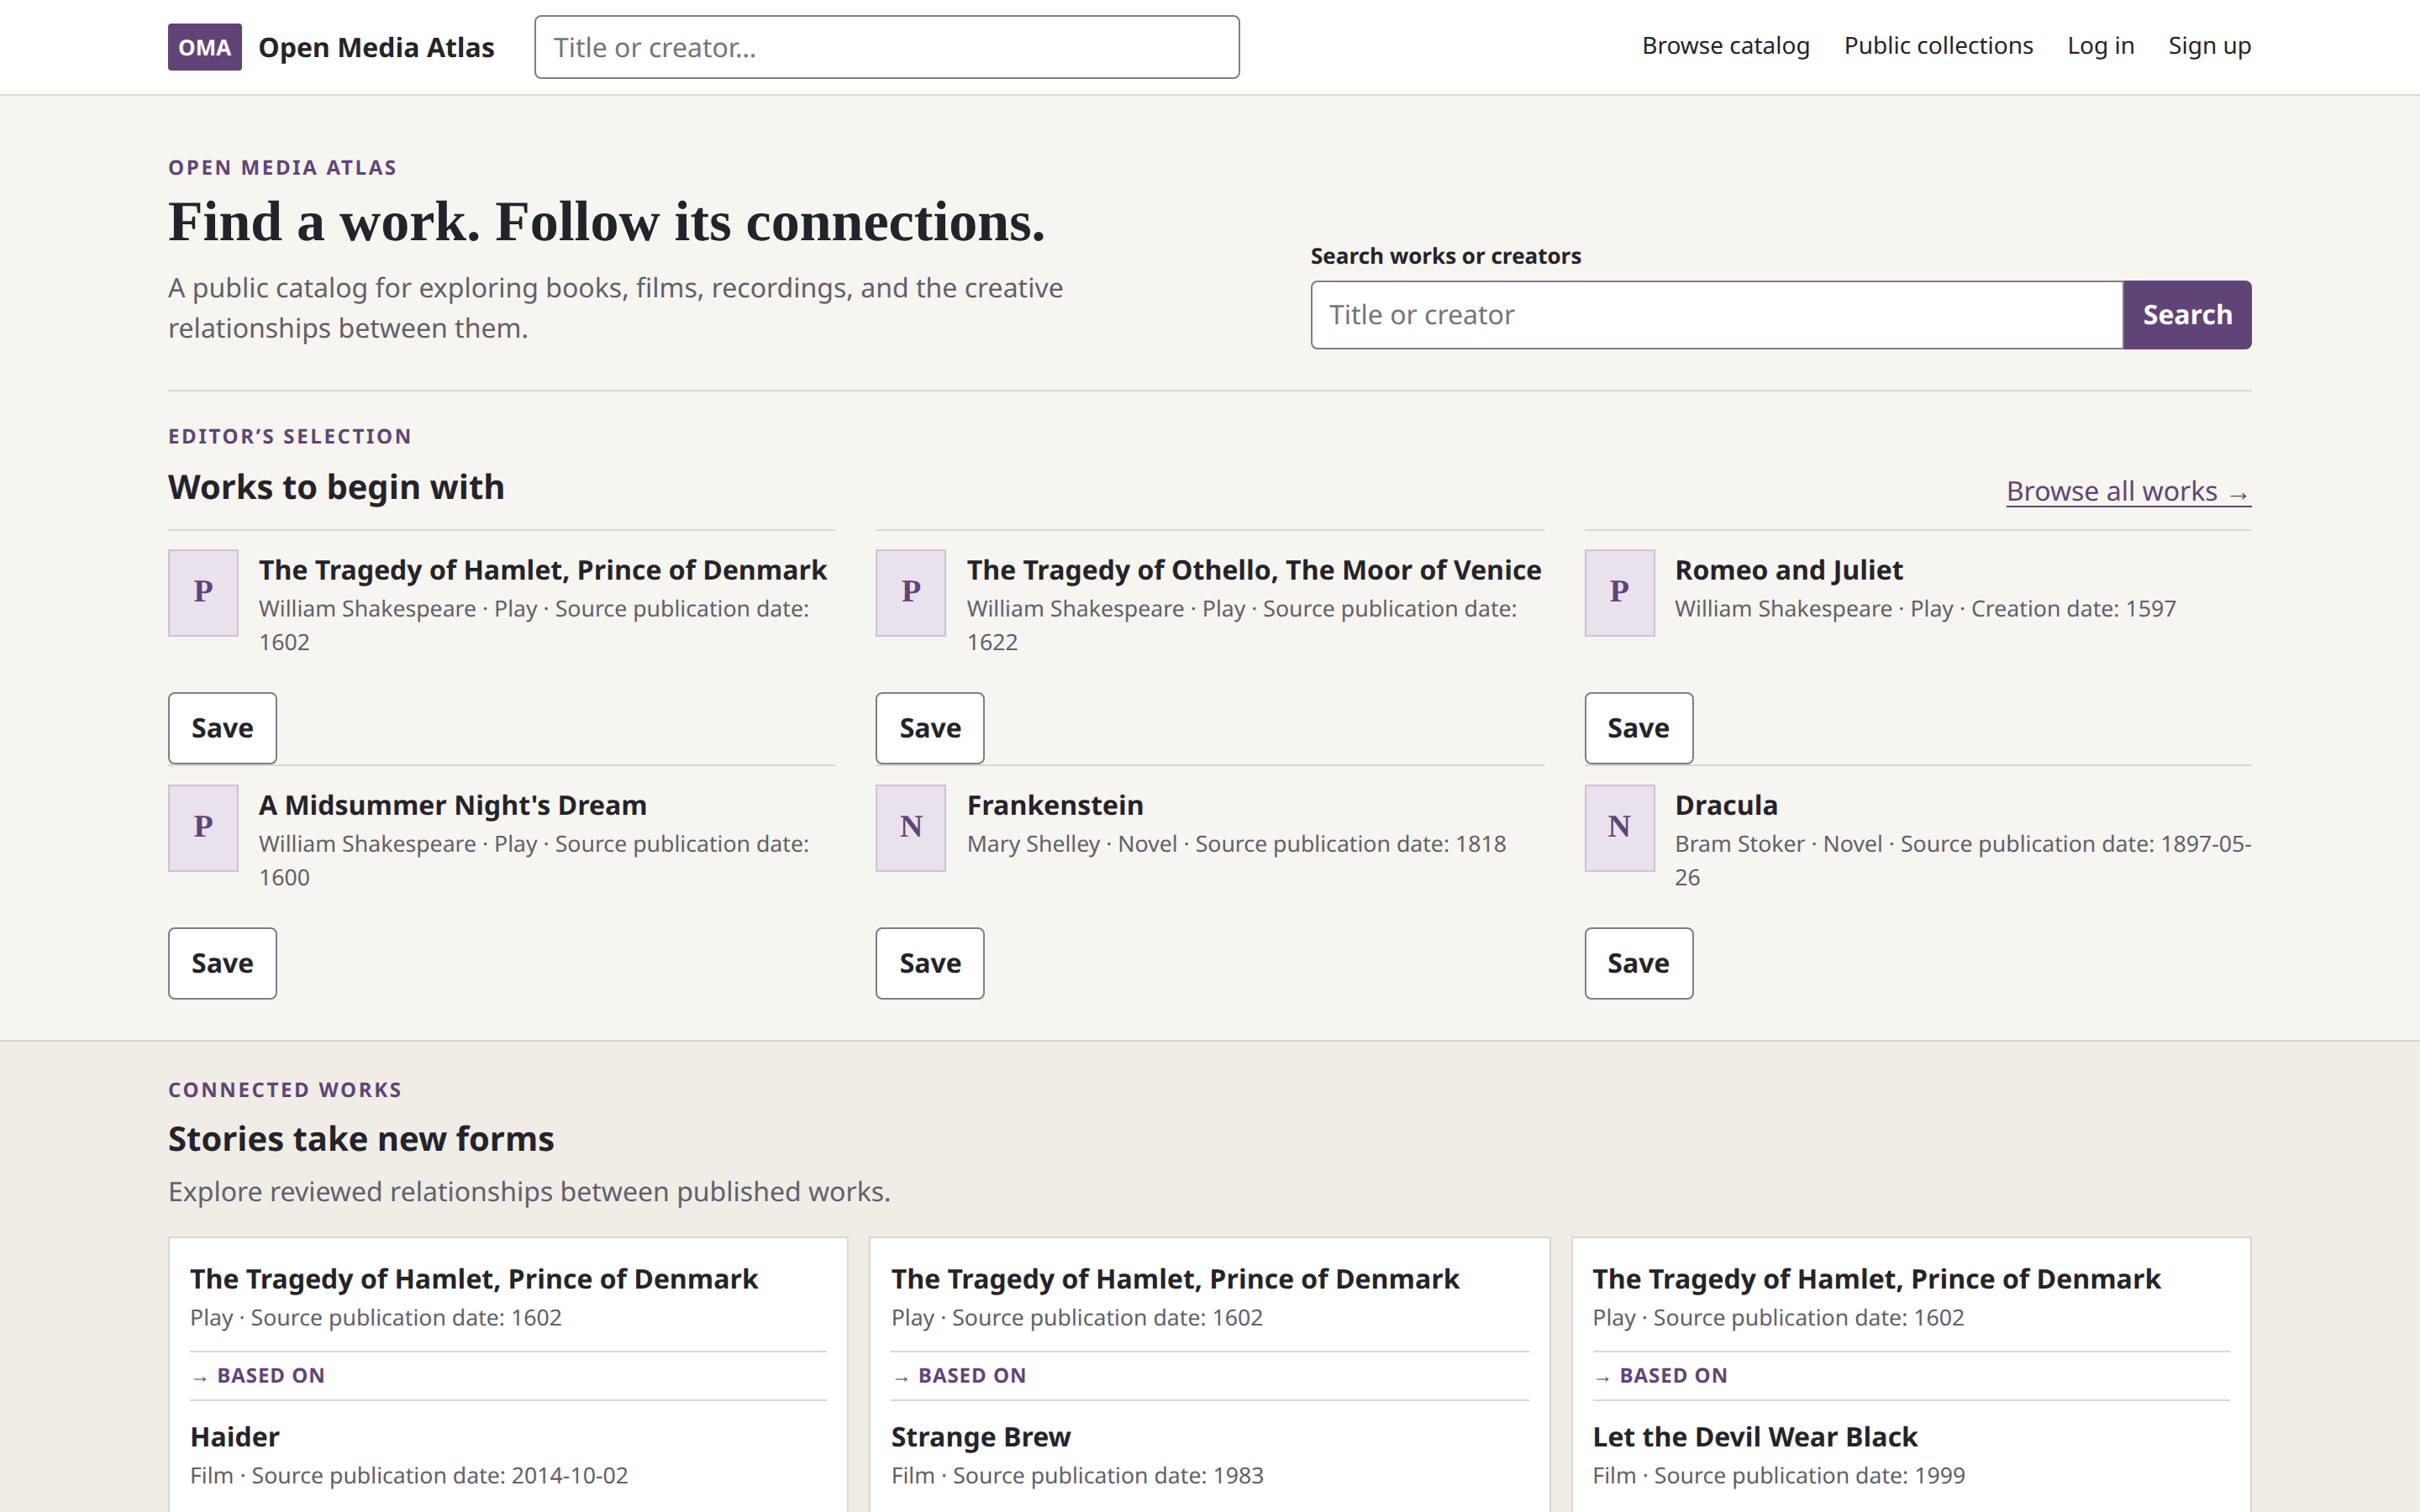 OMA Open Media Atlas
Title or creator...
Browse catalog
Public collections
Log in
Sign up
OPEN MEDIA ATLAS
Find a work. Follow its connections.
A public catalog for exploring books, films, recordings, and the creative
relationships between them.
Search works or creators
Title or creator
Search
EDITOR’S SELECTION
Works to begin with
Browse all works →
P
The Tragedy of Hamlet, Prince of Denmark
William Shakespeare · Play · Source publication date:
1602
Save
P
The Tragedy of Othello, The Moor of Venice
William Shakespeare · Play · Source publication date:
1622
Save
P
Romeo and Juliet
William Shakespeare · Play · Creation date: 1597
Save
P
A Midsummer Night's Dream
William Shakespeare · Play · Source publication date:
1600
Save
N
Frankenstein
Mary Shelley · Novel · Source publication date: 1818
Save
N
Dracula
Bram Stoker · Novel · Source publication date: 1897-05-
26
Save
CONNECTED WORKS
Stories take new forms
Explore reviewed relationships between published works.
The Tragedy of Hamlet, Prince of Denmark
Play · Source publication date: 1602
→ BASED ON
Haider
Film · Source publication date: 2014-10-02
The Tragedy of Hamlet, Prince of Denmark
Play · Source publication date: 1602
→ BASED ON
Strange Brew
Film · Source publication date: 1983
The Tragedy of Hamlet, Prince of Denmark
Play · Source publication date: 1602
→ BASED ON
Let the Devil Wear Black
Film · Source publication date: 1999